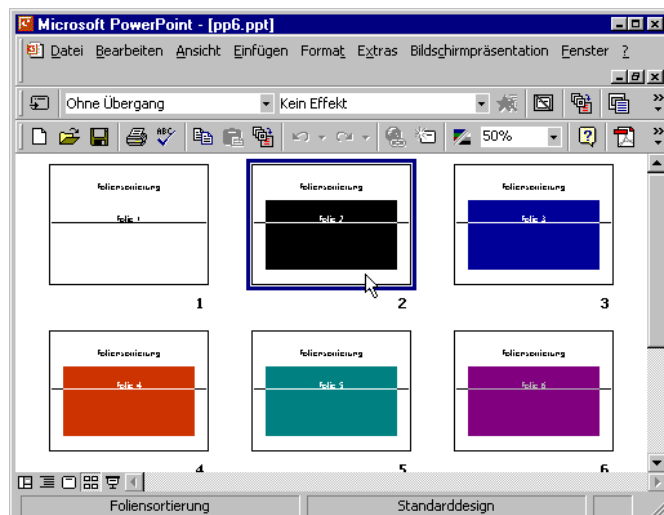 Microsoft PowerPoint - [pp6.ppt]
Datei Bearbeiten Ansicht Einfügen Format Extras Bildschirmpräsentation Fenster ?
Ohne Übergang Kein Effekt
ABC 50%
Foliensortierung Foliensortierung Foliensortierung
Folie 1 Folie 2 Folie 3
1 2 3
Foliensortierung Foliensortierung Foliensortierung
Folie 4 Folie 5 Folie 6
4 5 6
Foliensortierung Standarddesign